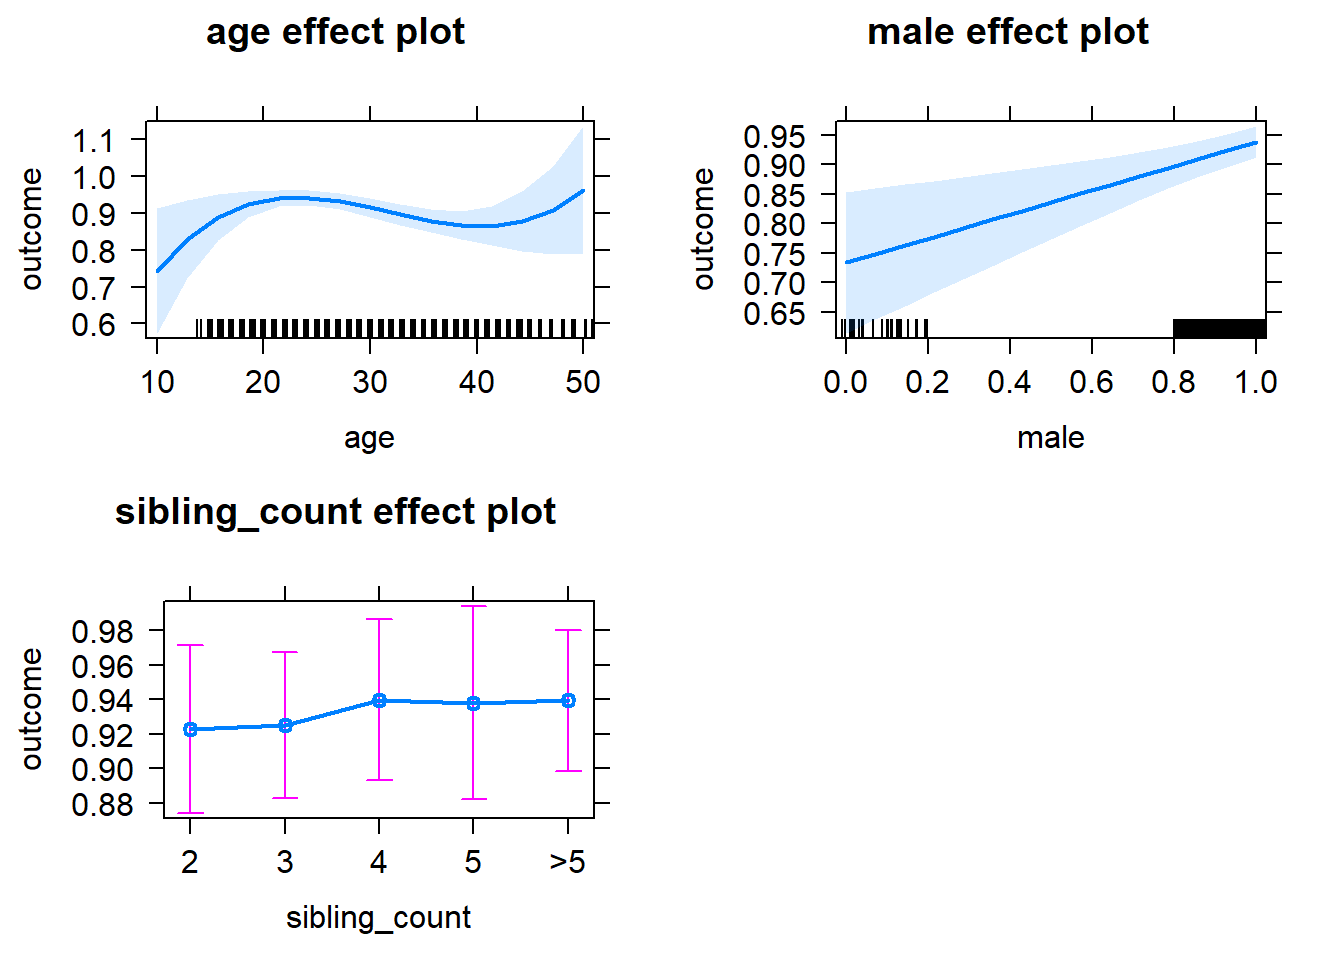 age effect plot
outcome
1.1
1.0
0.9
0.8
0.7
0.6
10 20 30 40 50
age
male effect plot
outcome
0.95
0.90
0.85
0.80
0.75
0.70
0.65
0.0 0.2 0.4 0.6 0.8 1.0
male
sibling_count effect plot
outcome
0.98
0.96
0.94
0.92
0.90
0.88
2 3 4 5 >5
sibling_count